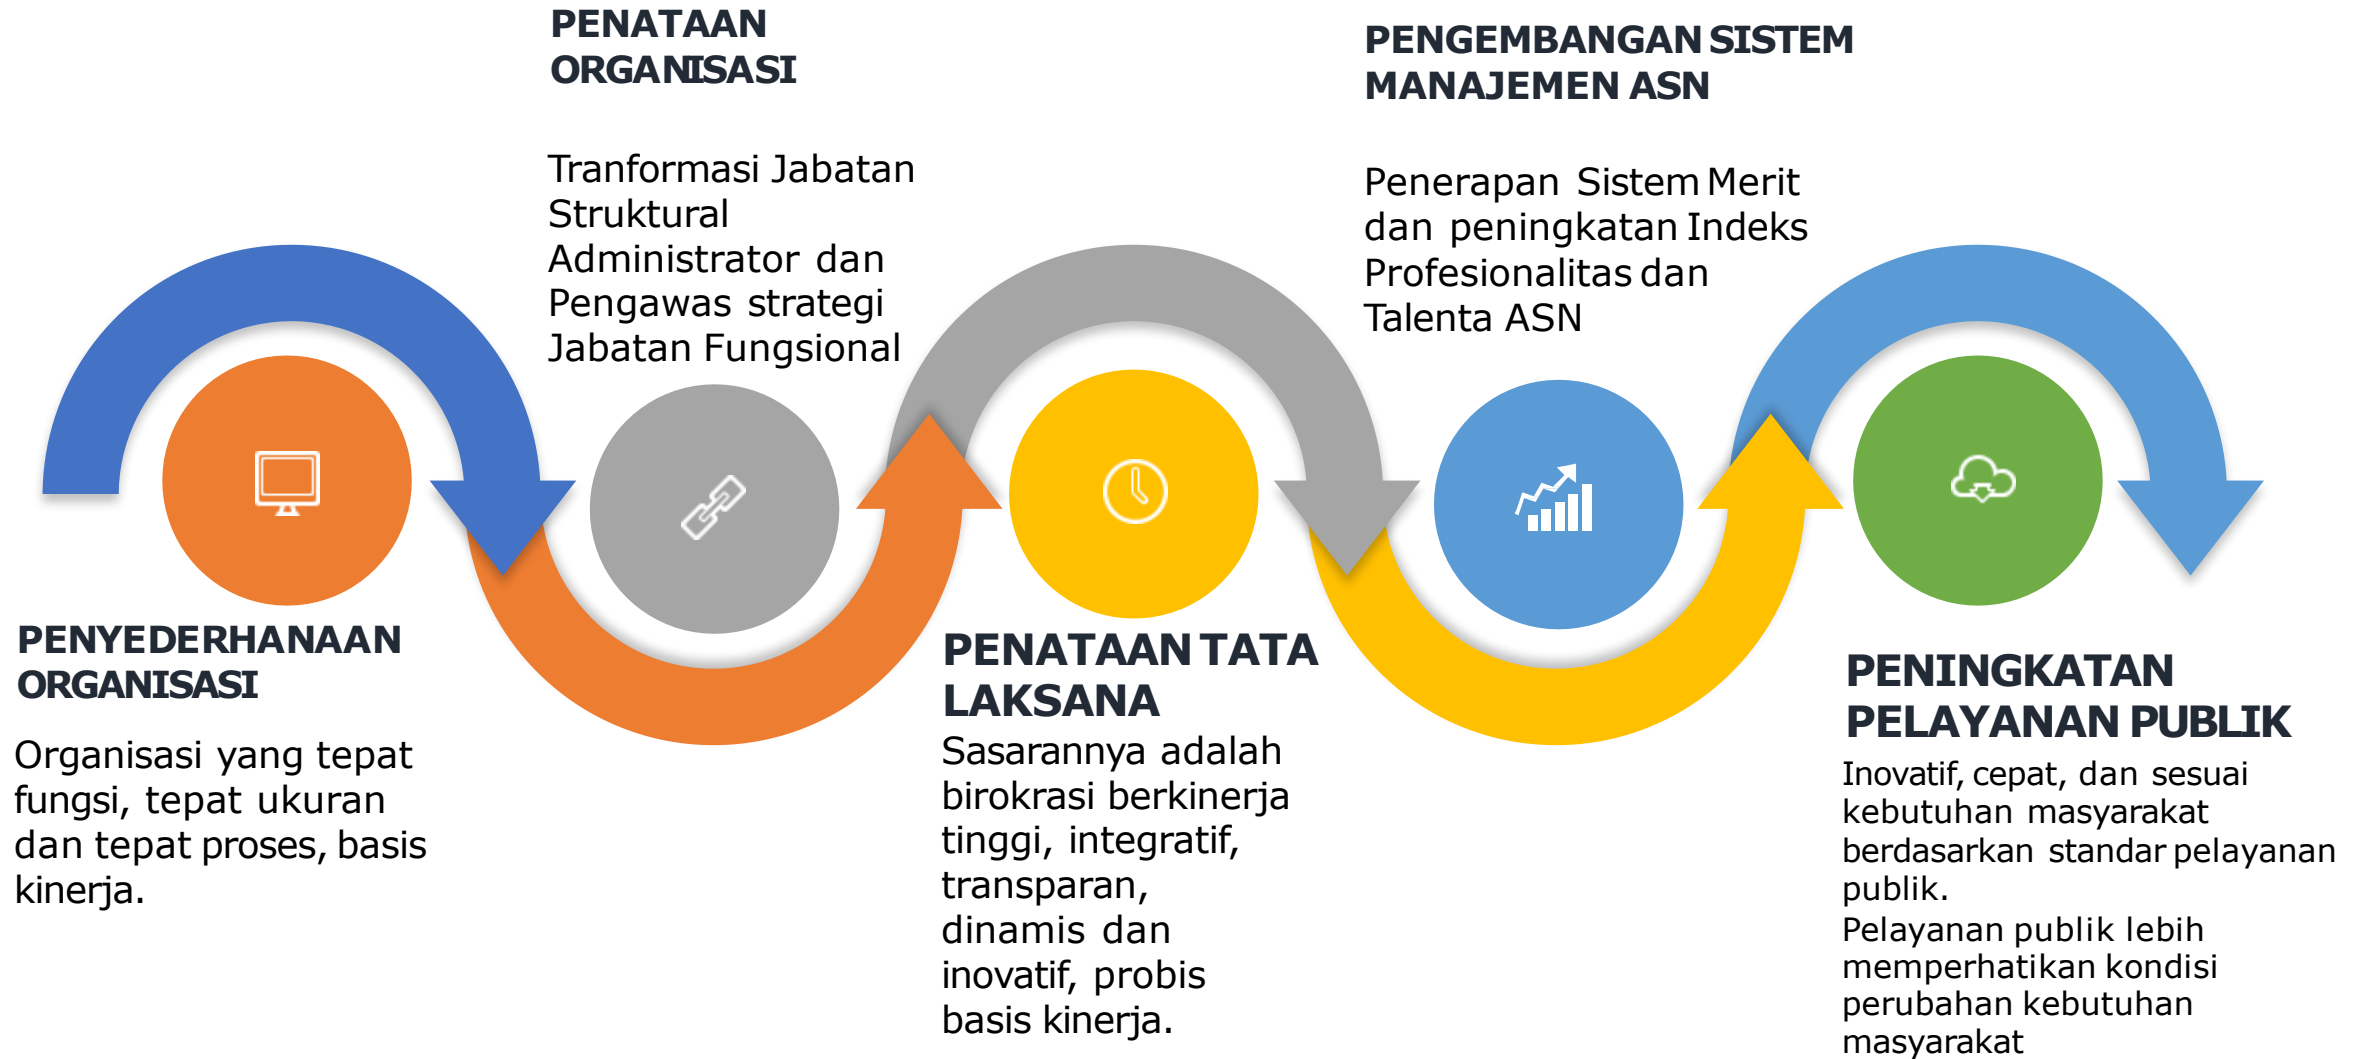 PENYEDERHANAAN
ORGANISASI
Organisasi yang tepat
fungsi, tepat ukuran
dan tepat proses, basis
kinerja.
PENATAAN
ORGANISASI
Tranformasi Jabatan
Struktural
Administrator dan
Pengawas strategi
Jabatan Fungsional
PENATAAN TATA
LAKSANA
Sasarannya adalah
birokrasi berkinerja
tinggi, integratif,
transparan,
dinamis dan
inovatif, probis
basis kinerja.
PENGEMBANGAN SISTEM
MANAJEMEN ASN
Penerapan Sistem Merit
dan peningkatan Indeks
Profesionalitas dan
Talenta ASN
PENINGKATAN
PELAYANAN PUBLIK
Inovatif, cepat, dan sesuai
kebutuhan masyarakat
berdasarkan standar pelayanan
publik.
Pelayanan publik lebih
memperhatikan kondisi
perubahan kebutuhan
masyarakat